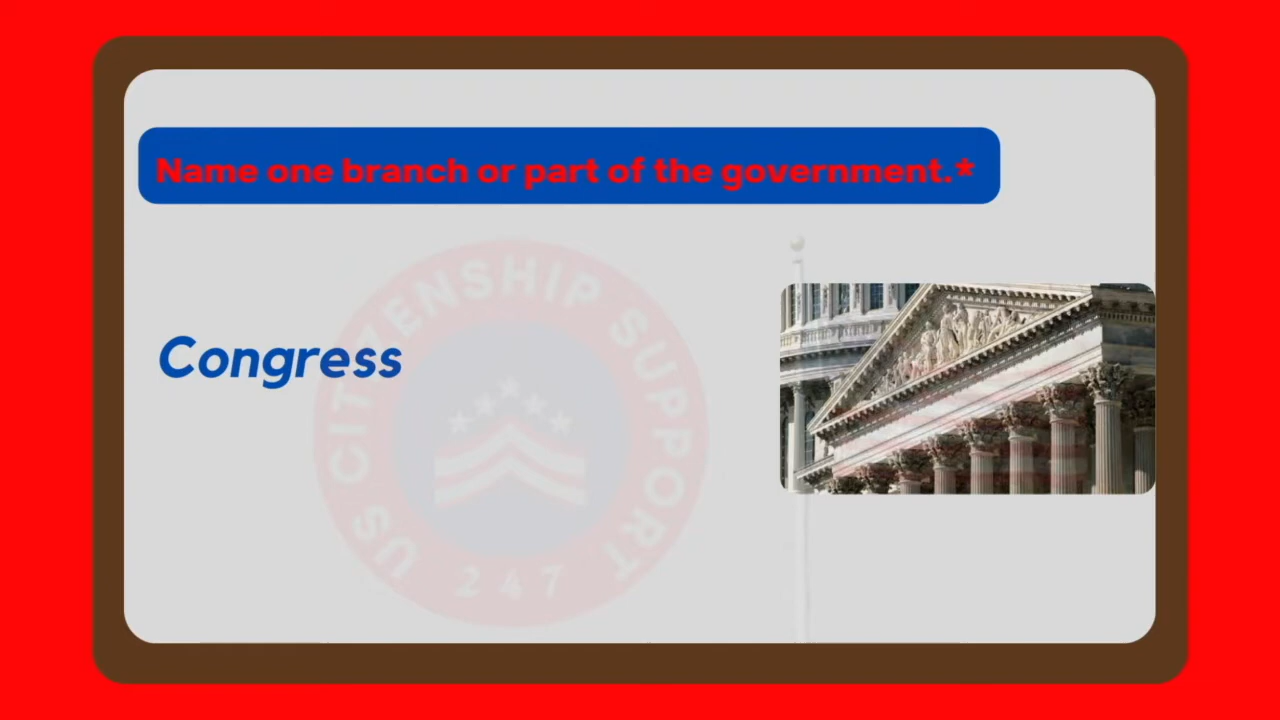 Name one branch or part of the government.*
Congress
US CITIZENSHIP SUPPORT
247